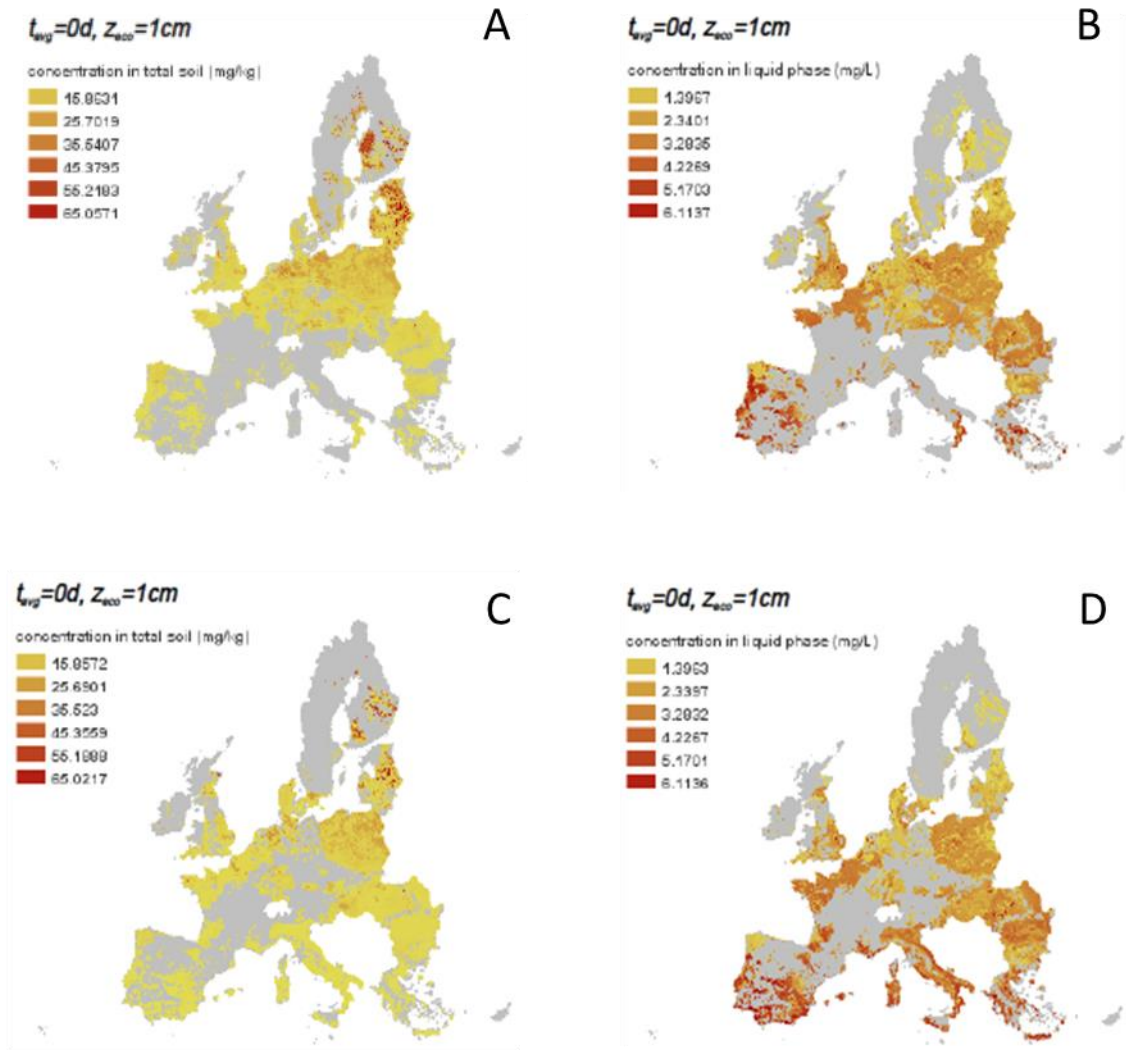 t_avg=0d, z_eco=1cm
A
concentration in total soil |mg/kg|
15.8631
25.7019
35.5407
45.3795
55.2183
65.0571
t_avg=0d, z_eco=1cm
B
concentration in liquid phase (mg/L)
1.3967
2.3401
3.2835
4.2269
5.1703
6.1137
t_avg=0d, z_eco=1cm
C
concentration in total soil |mg/kg|
15.8572
25.6901
35.523
45.3559
55.1888
65.0217
t_avg=0d, z_eco=1cm
D
concentration in liquid phase (mg/L)
1.3963
2.3397
3.2832
4.2267
5.1701
6.1136